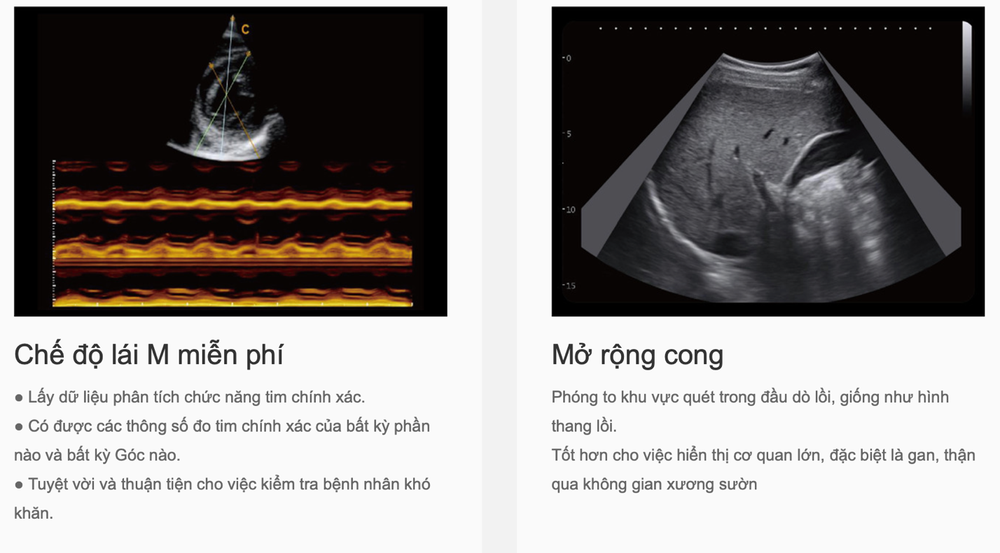 C
0
5
10
15
Chế độ lái M miễn phí
● Lấy dữ liệu phân tích chức năng tim chính xác.
● Có được các thông số đo tim chính xác của bất kỳ phần
nào và bất kỳ Góc nào.
● Tuyệt vời và thuận tiện cho việc kiểm tra bệnh nhân khó
khăn.
Mở rộng cong
Phóng to khu vực quét trong đầu dò lồi, giống như hình
thang lồi.
Tốt hơn cho việc hiển thị cơ quan lớn, đặc biệt là gan, thận
qua không gian xương sườn